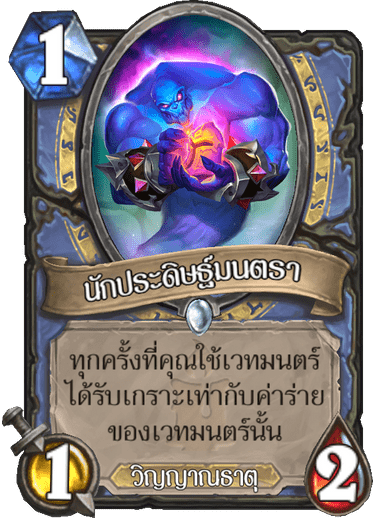 1
นักประดิษฐ์มนตรา
ทุกครั้งที่คุณใช้เวทมนตร์
ได้รับเกราะเท่ากับค่าร่าย
ของเวทมนตร์นั้น
วิญญาณธาตุ
1
2